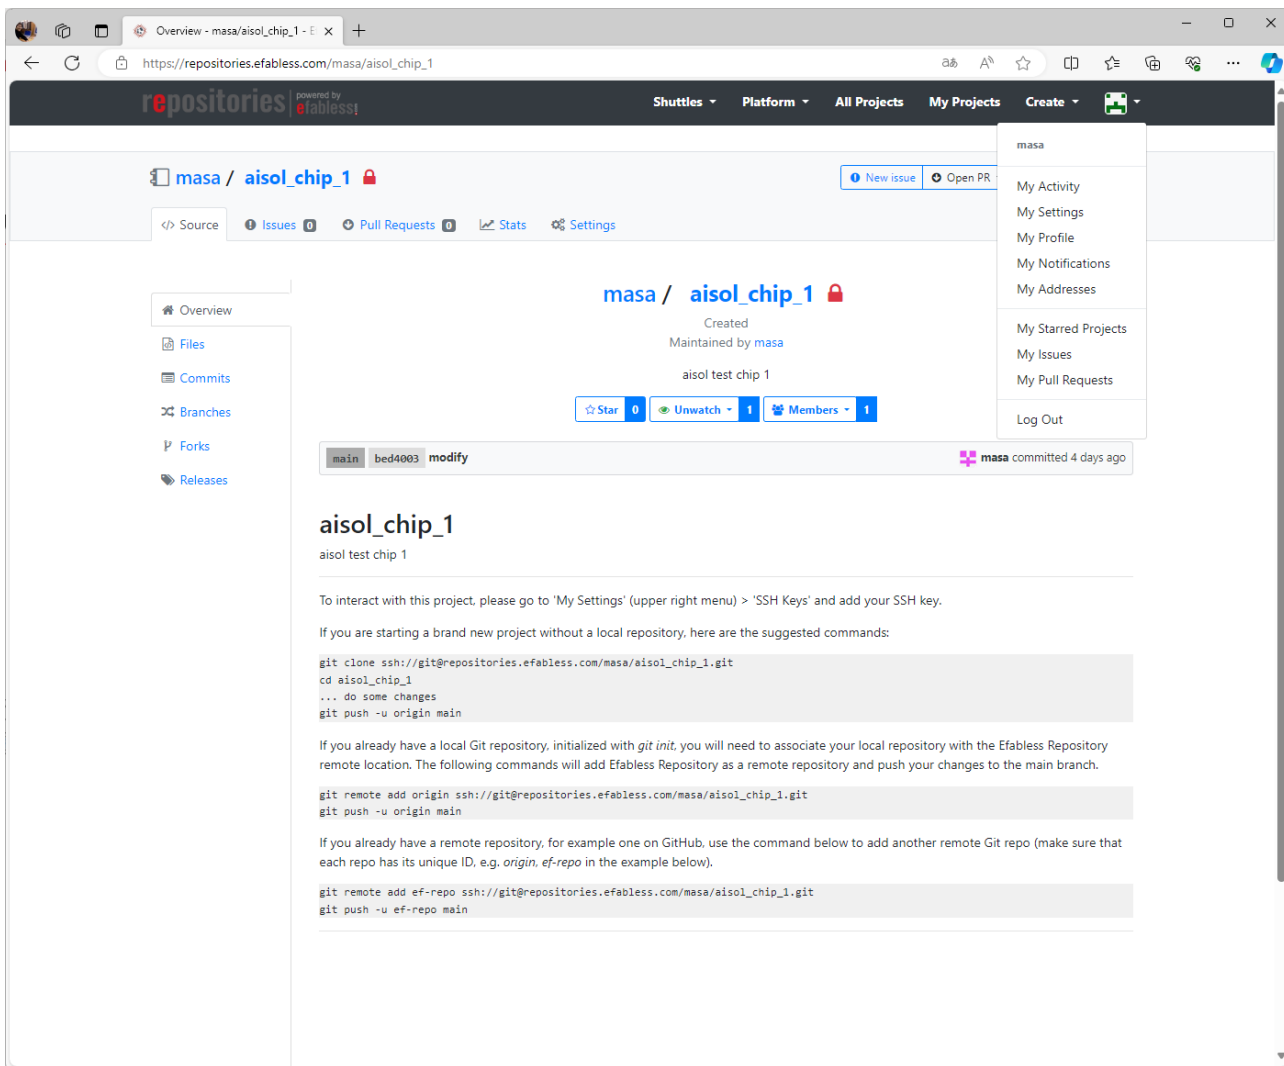 Overview - masa/aisol_chip_1 - E
https://repositories.efabless.com/masa/aisol_chip_1
repositories powered by efabless!
Shuttles Platform All Projects My Projects Create
masa
My Activity
My Settings
My Profile
My Notifications
My Addresses
My Starred Projects
My Issues
My Pull Requests
Log Out
masa / aisol_chip_1
New issue Open PR
Source Issues 0 Pull Requests 0 Stats Settings
Overview
Files
Commits
Branches
Forks
Releases
masa / aisol_chip_1
Created
Maintained by masa
aisol test chip 1
Star 0 Unwatch 1 Members 1
main bed4003 modify masa committed 4 days ago
aisol_chip_1
aisol test chip 1
To interact with this project, please go to 'My Settings' (upper right menu) > 'SSH Keys' and add your SSH key.
If you are starting a brand new project without a local repository, here are the suggested commands:
git clone ssh://git@repositories.efabless.com/masa/aisol_chip_1.git
cd aisol_chip_1
... do some changes
git push -u origin main
If you already have a local Git repository, initialized with git init, you will need to associate your local repository with the Efabless Repository
remote location. The following commands will add Efabless Repository as a remote repository and push your changes to the main branch.
git remote add origin ssh://git@repositories.efabless.com/masa/aisol_chip_1.git
git push -u origin main
If you already have a remote repository, for example one on GitHub, use the command below to add another remote Git repo (make sure that
each repo has its unique ID, e.g. origin, ef-repo in the example below).
git remote add ef-repo ssh://git@repositories.efabless.com/masa/aisol_chip_1.git
git push -u ef-repo main